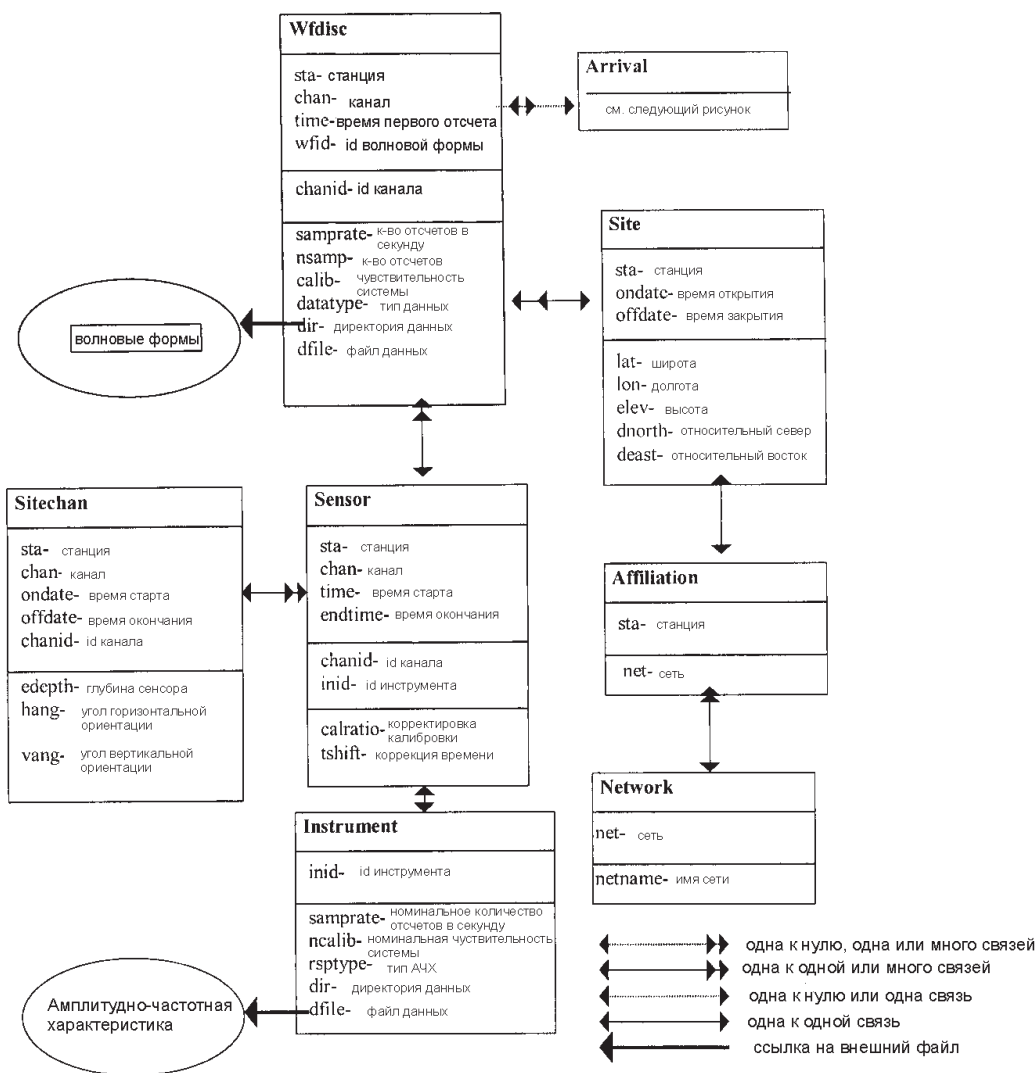 Wfdisc
sta- станция
chan- канал
time-время первого отсчета
wfid- id волновой формы
chanid- id канала
samprate- к-во отсчетов в
секунду
nsamp- к-во отсчетов
calib- чувствительность
системы
datatype- тип данных
dir- директория данных
dfile- файл данных
Arrival
см. следующий рисунок
волновые формы
Site
sta- станция
ondate- время открытия
offdate- время закрытия
lat- широта
lon- долгота
elev- высота
dnorth- относительный север
deast- относительный восток
Sitechan
sta- станция
chan- канал
ondate- время старта
offdate- время окончания
chanid- id канала
edepth- глубина сенсора
hang- угол горизонтальной
ориентации
vang- угол вертикальной
ориентации
Sensor
sta- станция
chan- канал
time- время старта
endtime- время окончания
chanid- id канала
inid- id инструмента
calratio- корректировка
калибровки
tshift- коррекция времени
Affiliation
sta- станция
net- сеть
Network
net- сеть
netname- имя сети
Instrument
inid- id инструмента
samprate- номинальное количество
отсчетов в секунду
ncalib- номинальная чуствительность
системы
rsptype- тип АЧХ
dir- директория данных
dfile- файл данных
Амплитудно-частотная
характеристика
одна к нулю, одна или много связей
одна к одной или много связей
одна к нулю или одна связь
одна к одной связь
ссылка на внешний файл